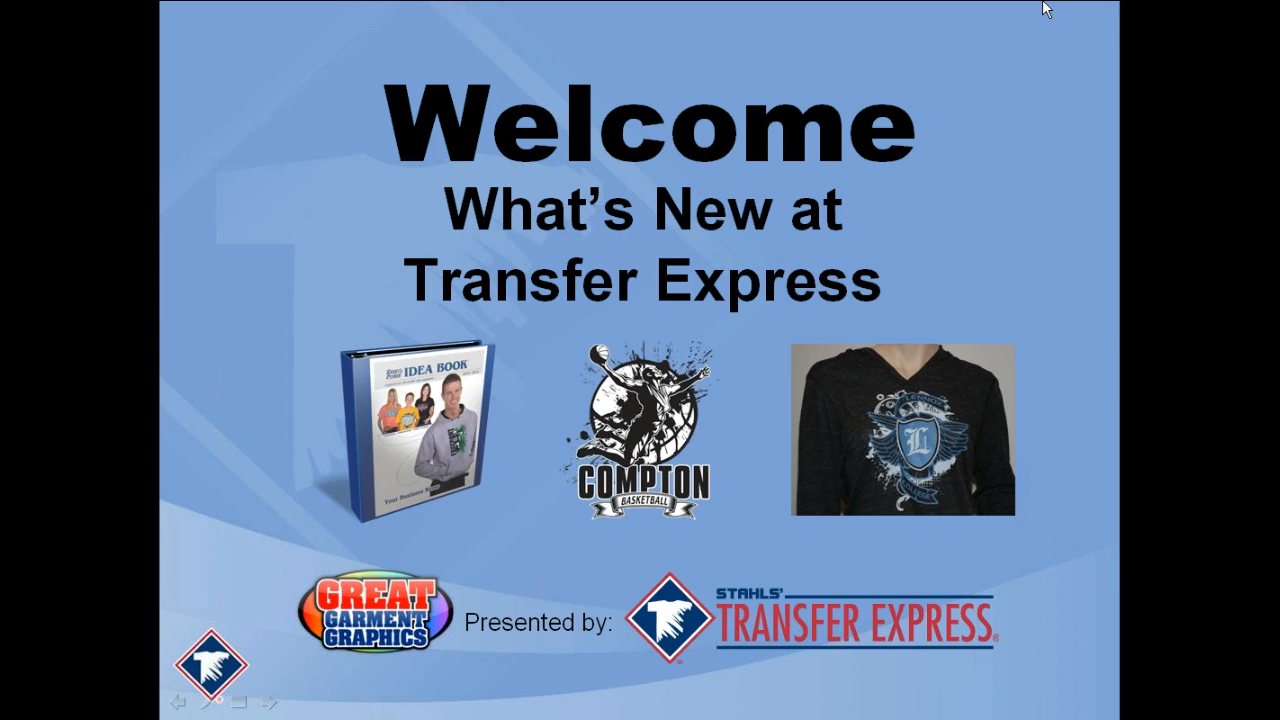 Welcome
What's New at
Transfer Express
IDEA BOOK
Your Business Name
COMPTON
BASKETBALL
L
GREAT
GARMENT
GRAPHICS
Presented by:
STAHLS'
TRANSFER EXPRESS®